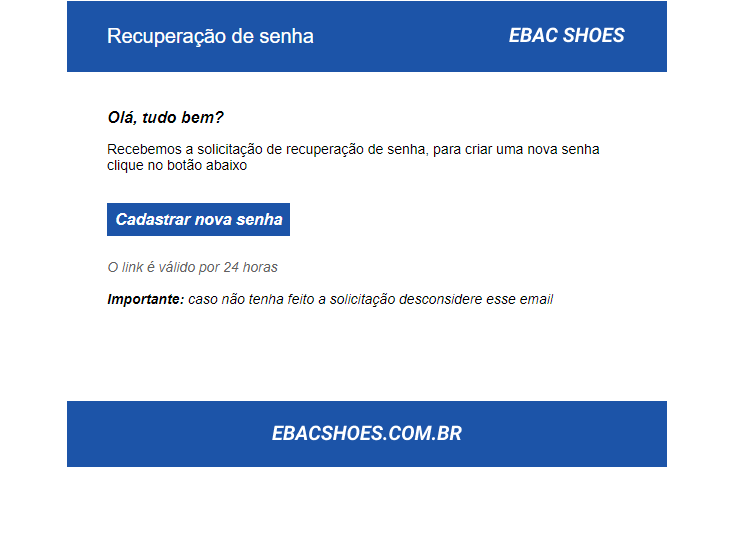 Recuperação de senha
EBAC SHOES
Olá, tudo bem?
Recebemos a solicitação de recuperação de senha, para criar uma nova senha
clique no botão abaixo
Cadastrar nova senha
O link é válido por 24 horas
Importante: caso não tenha feito a solicitação desconsidere esse email
EBACSHOES.COM.BR